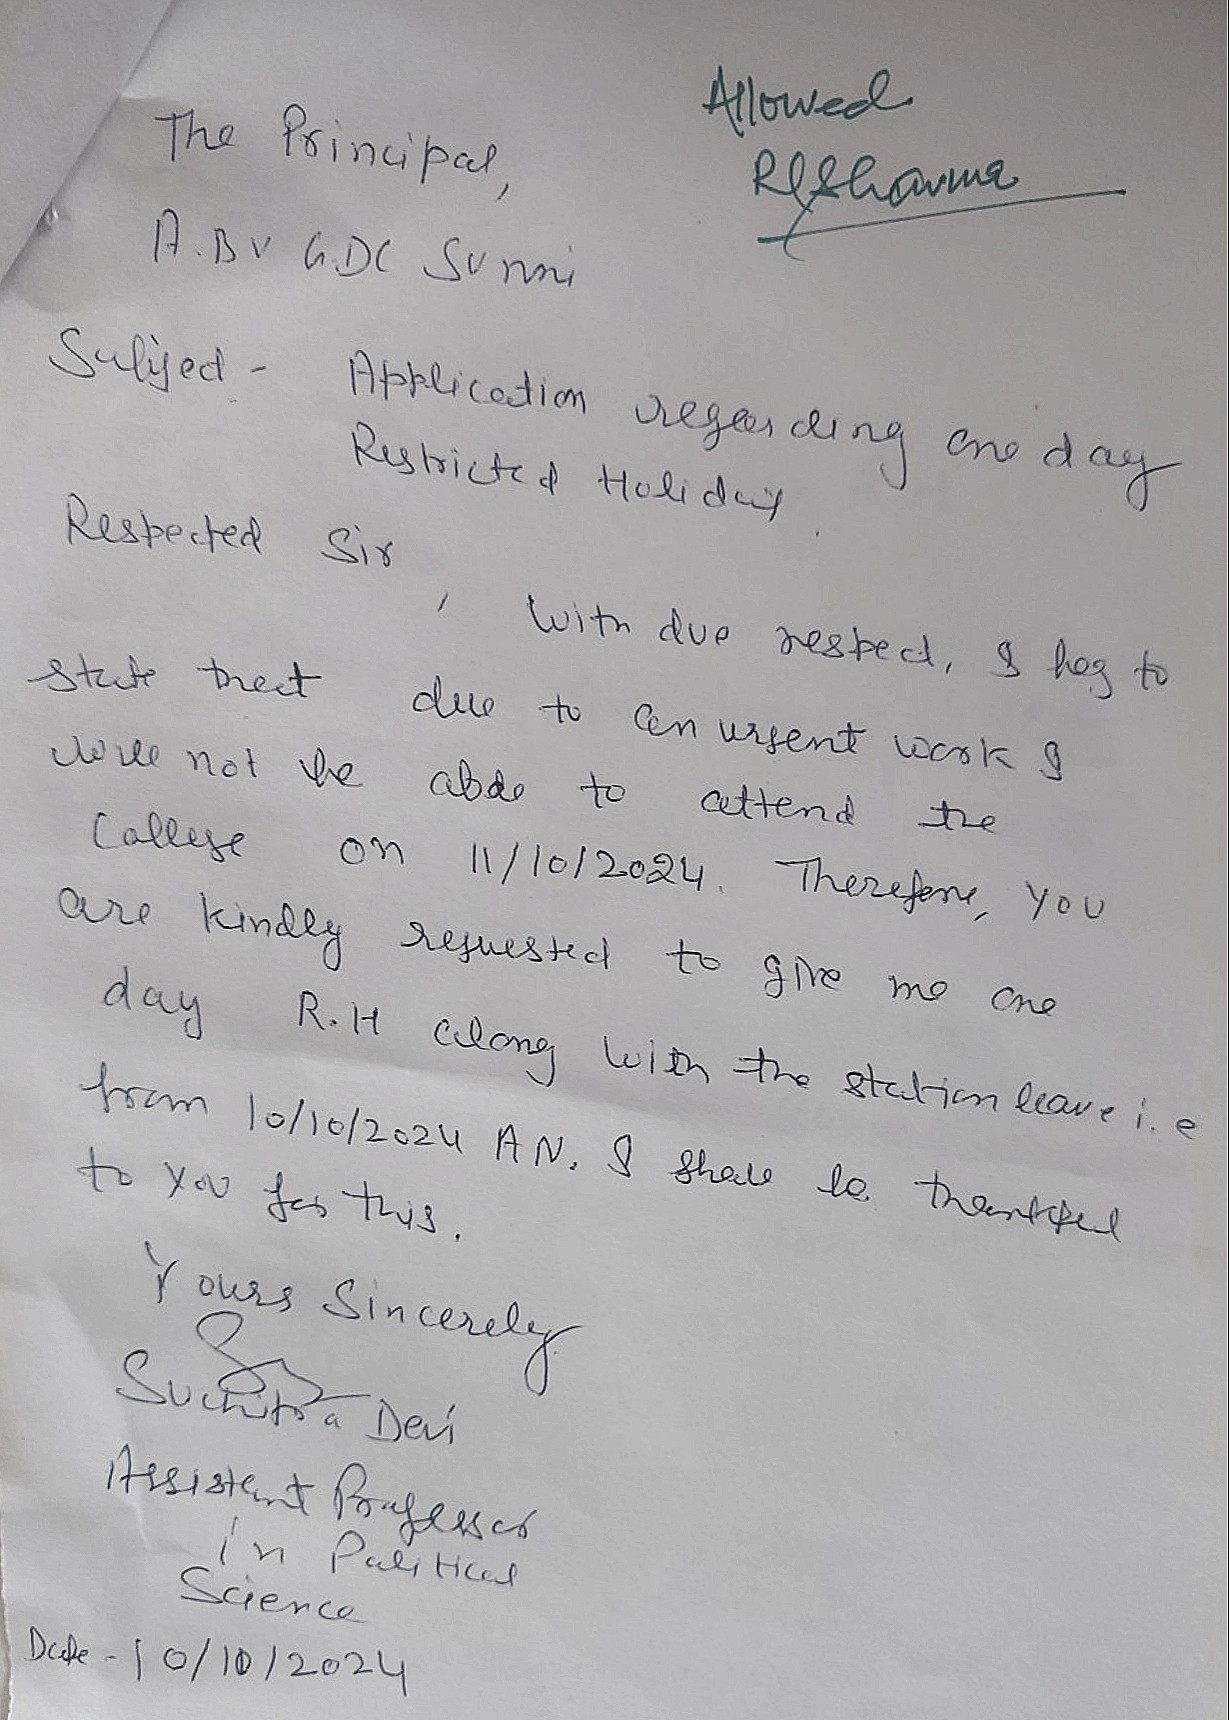 Allowed
RLSharma
The Principal,
A.BV G.DC Sunni
Subject - Application regarding one day
Restricted Holiday.
Respected Sir
, With due respect, I beg to
state that due to an urgent work I
will not be able to attend the
College on 11/10/2024. Therefore, you
are kindly requested to give me one
day R.H along with the station leave i.e
from 10/10/2024 AN. I shall be thankful
to you for this.
Yours Sincerely
Suchitra Devi
Assistant Professor
in Political
Science
Date - 10/10/2024